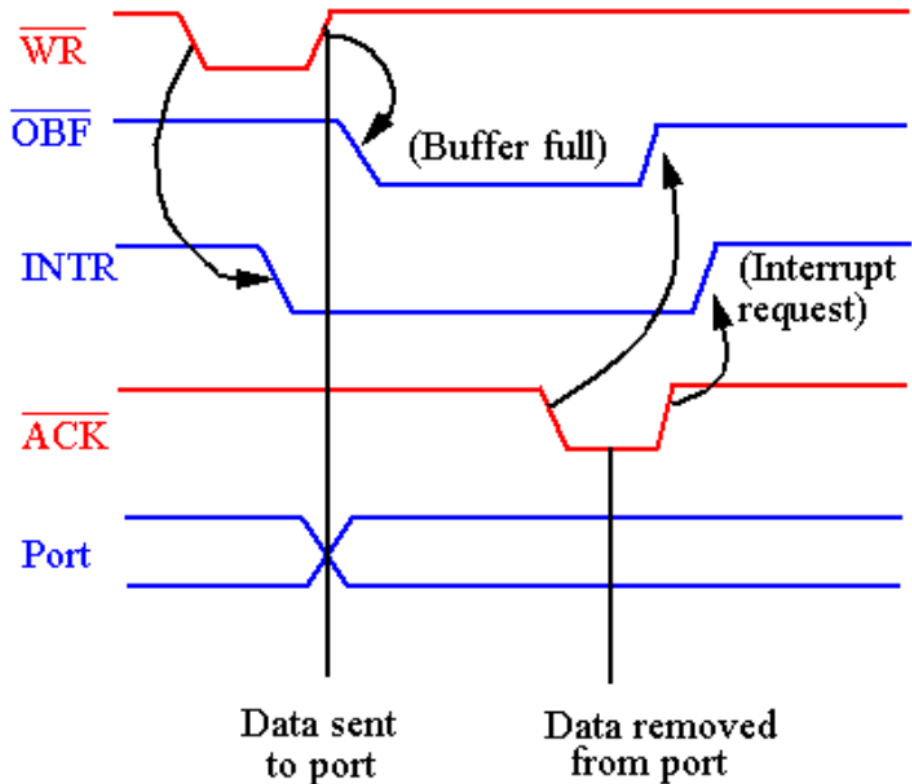 WR
OBF
(Buffer full)
INTR
(Interrupt
request)
ACK
Port
Data sent
to port
Data removed
from port